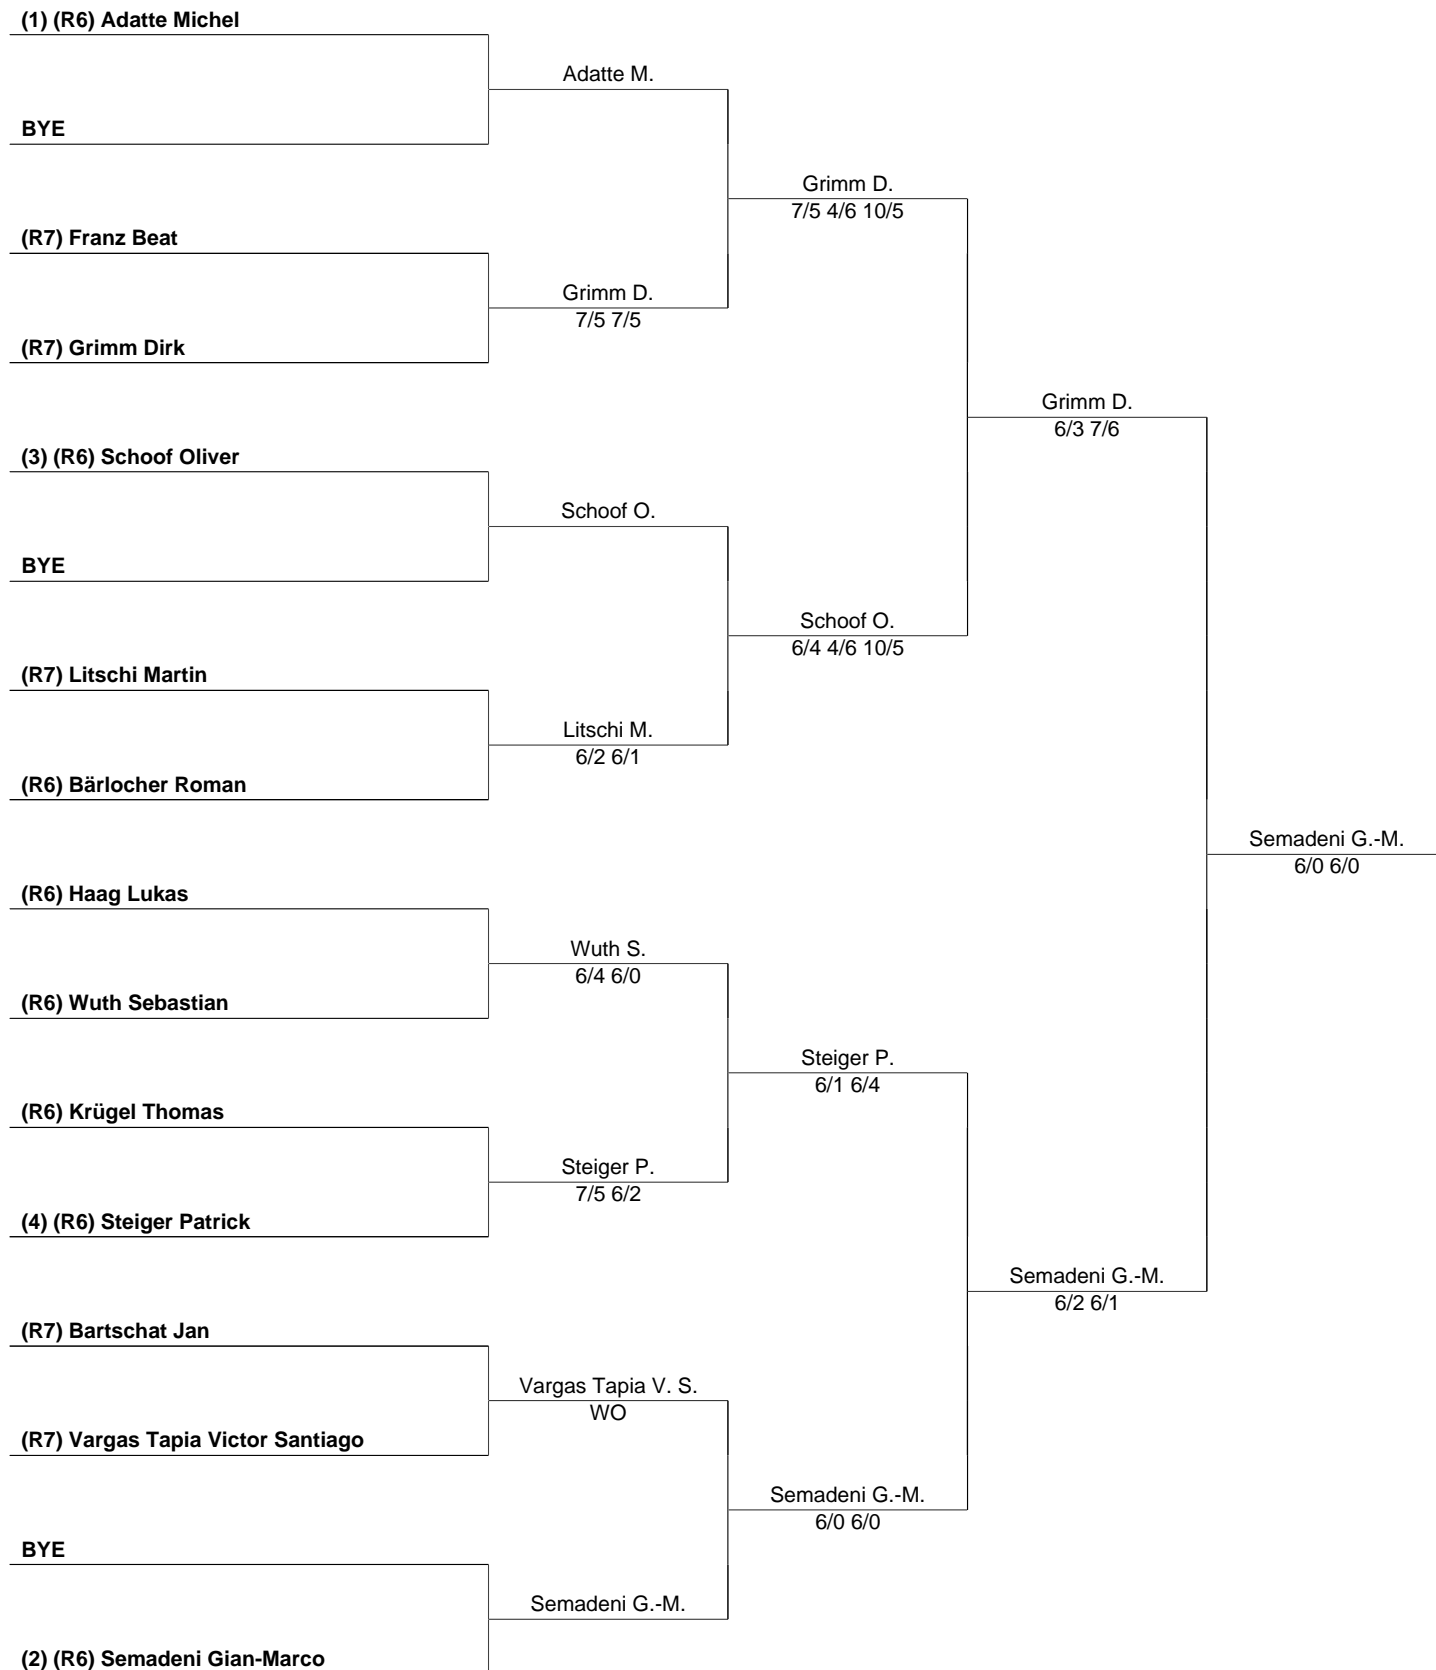 (1) (R6) Adatte Michel
Adatte M.
BYE
Grimm D.
7/5 4/6 10/5
(R7) Franz Beat
Grimm D.
7/5 7/5
(R7) Grimm Dirk
Grimm D.
6/3 7/6
(3) (R6) Schoof Oliver
Schoof O.
BYE
Schoof O.
6/4 4/6 10/5
(R7) Litschi Martin
Litschi M.
6/2 6/1
(R6) Bärlocher Roman
Semadeni G.-M.
6/0 6/0
(R6) Haag Lukas
Wuth S.
6/4 6/0
(R6) Wuth Sebastian
Steiger P.
6/1 6/4
(R6) Krügel Thomas
Steiger P.
7/5 6/2
(4) (R6) Steiger Patrick
Semadeni G.-M.
6/2 6/1
(R7) Bartschat Jan
Vargas Tapia V. S.
WO
(R7) Vargas Tapia Victor Santiago
Semadeni G.-M.
6/0 6/0
BYE
Semadeni G.-M.
(2) (R6) Semadeni Gian-Marco